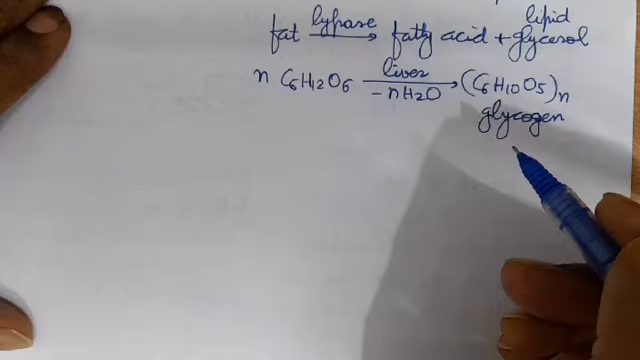 lipid
fat lypase → fatty acid + glycerol
n C6H12O6 liver → (C6H10O5)n
- nH2O
glycogen